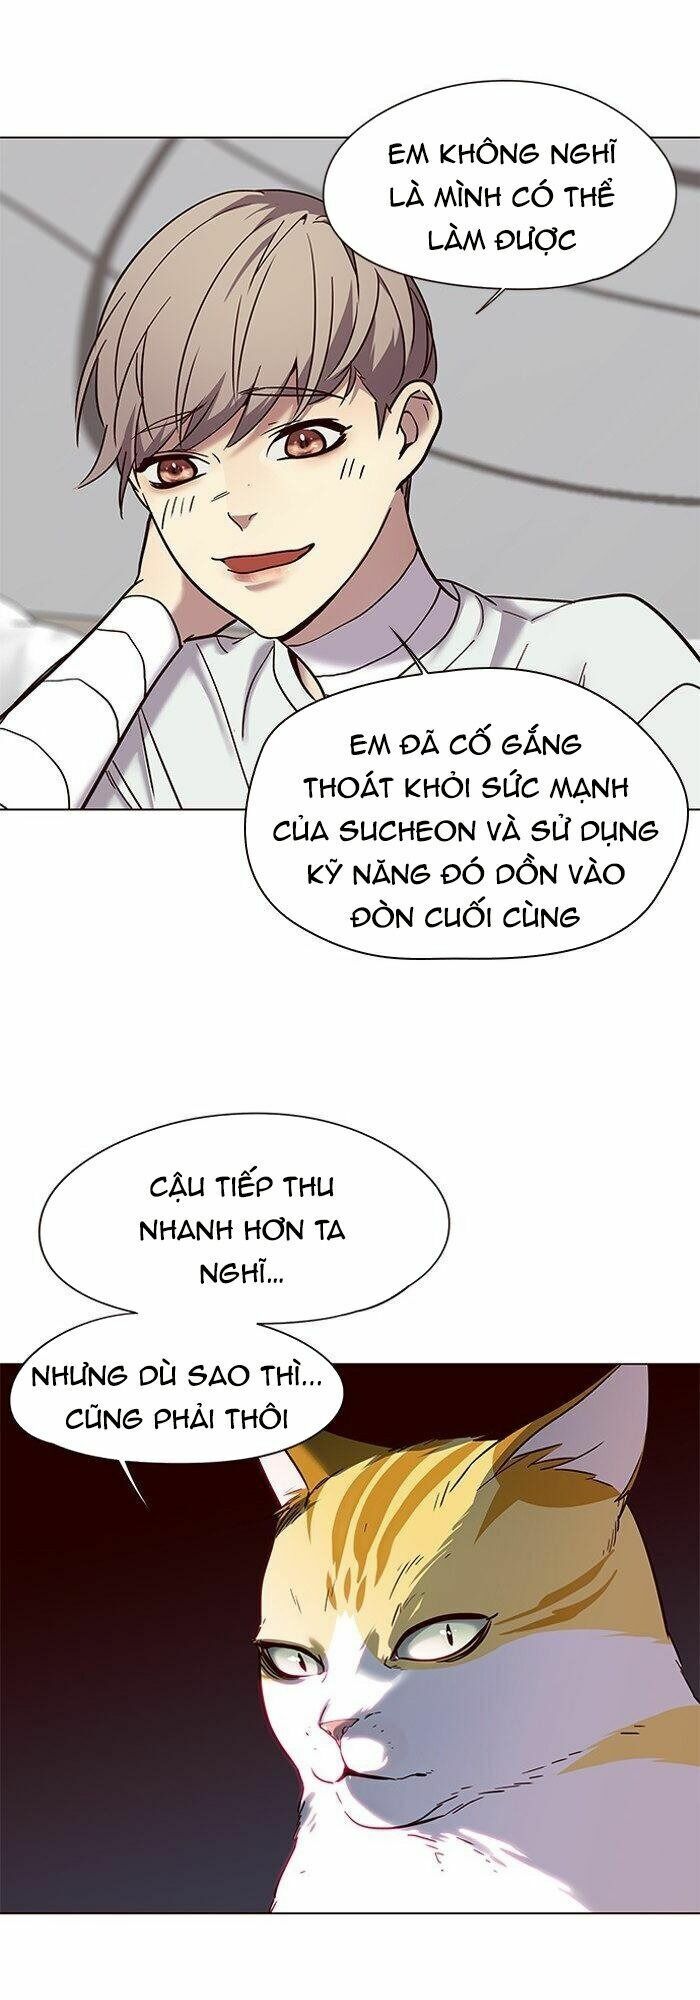 EM KHÔNG NGHĨ
LÀ MÌNH CÓ THỂ
LÀM ĐƯỢC
EM ĐÃ CỐ GẮNG
THOÁT KHỎI SỨC MẠNH
CỦA SUCHEON VÀ SỬ DỤNG
KỸ NĂNG ĐÓ DỒN VÀO
ĐÒN CUỐI CÙNG
CẬU TIẾP THU
NHANH HƠN TA
NGHĨ...
NHƯNG DÙ SAO THÌ...
CŨNG PHẢI THÔI